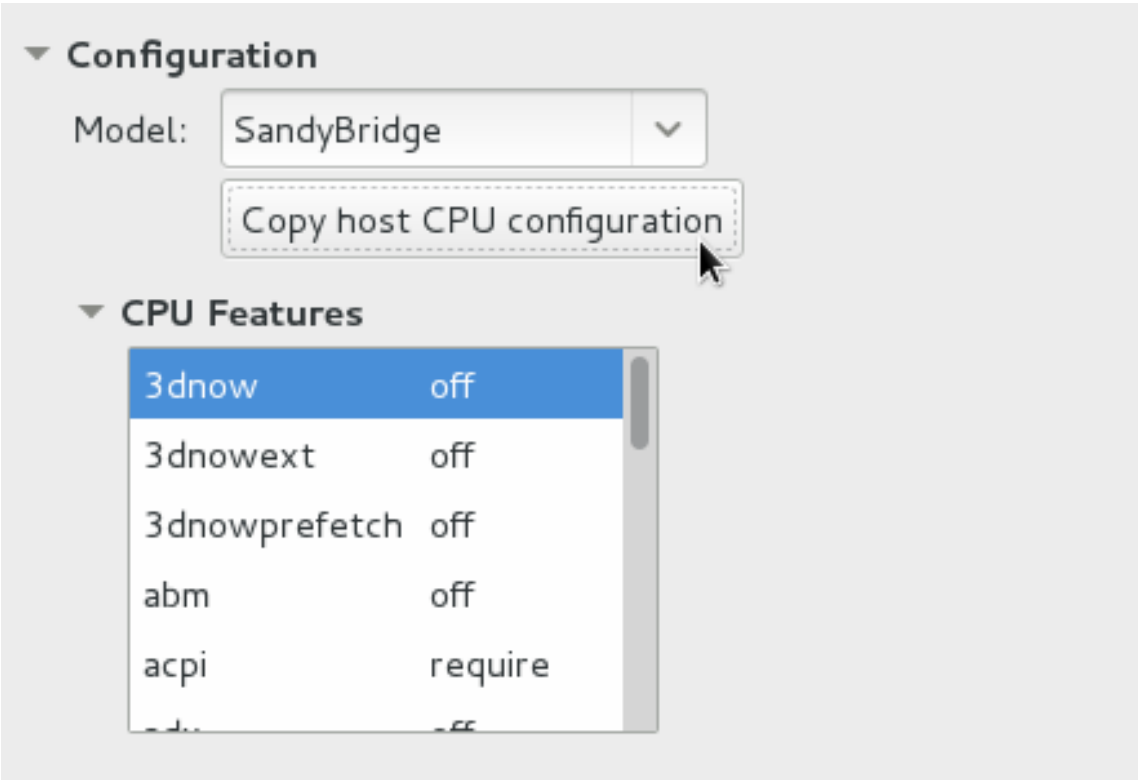 Configuration
Model: SandyBridge
Copy host CPU configuration
CPU Features
3dnow off
3dnowext off
3dnowprefetch off
abm off
acpi require